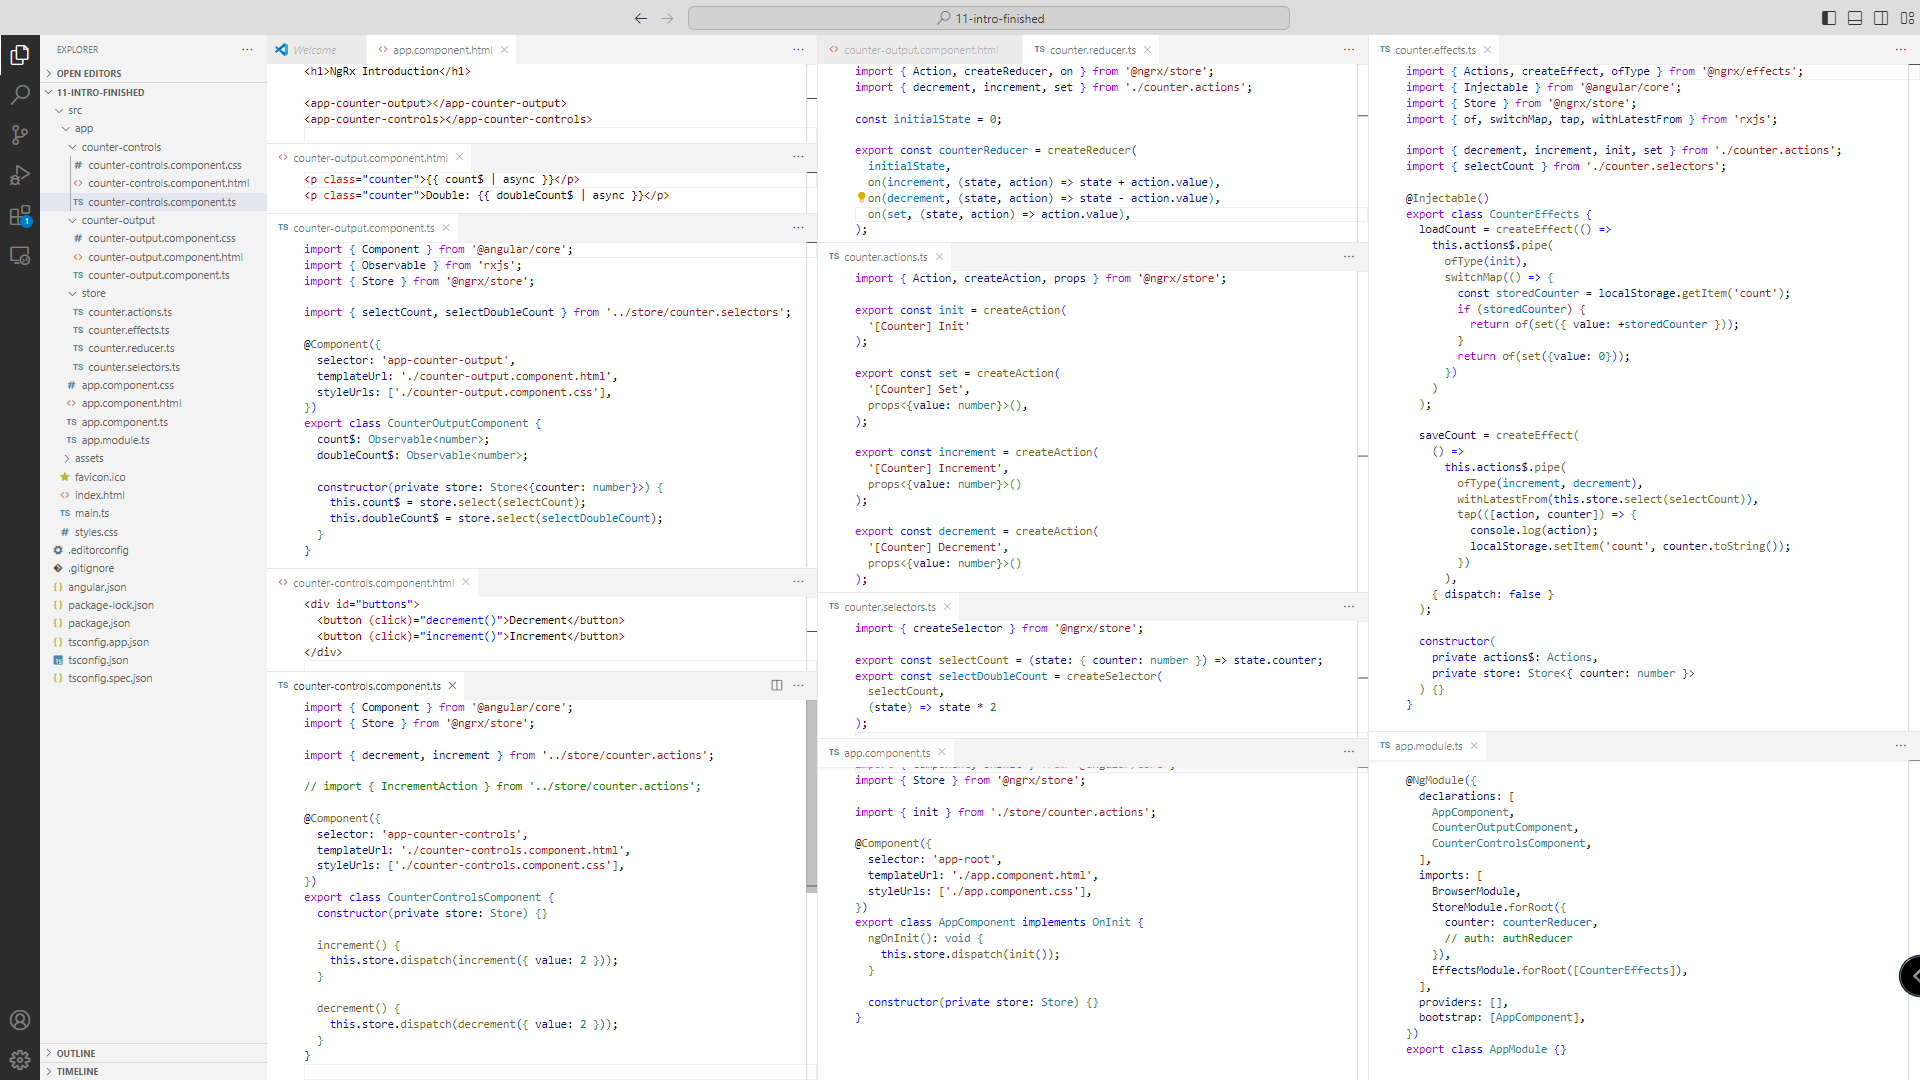 11-intro-finished
EXPLORER
OPEN EDITORS
11-INTRO-FINISHED
src
app
counter-controls
counter-controls.component.css
counter-controls.component.html
counter-controls.component.ts
counter-output
counter-output.component.css
counter-output.component.html
counter-output.component.ts
store
counter.actions.ts
counter.effects.ts
counter.reducer.ts
counter.selectors.ts
app.component.css
app.component.html
app.component.ts
app.module.ts
assets
favicon.ico
index.html
main.ts
styles.css
.editorconfig
.gitignore
angular.json
package-lock.json
package.json
tsconfig.app.json
tsconfig.json
tsconfig.spec.json
OUTLINE
TIMELINE
1
Welcome
app.component.html
<h1>NgRx Introduction</h1>
<app-counter-output></app-counter-output>
<app-counter-controls></app-counter-controls>
counter-output.component.html
<p class="counter">{{ count$ | async }}</p>
<p class="counter">Double: {{ doubleCount$ | async }}</p>
TS counter-output.component.ts
import { Component } from '@angular/core';
import { Observable } from 'rxjs';
import { Store } from '@ngrx/store';
import { selectCount, selectDoubleCount } from '../store/counter.selectors';
@Component({
selector: 'app-counter-output',
templateUrl: './counter-output.component.html',
styleUrls: ['./counter-output.component.css'],
})
export class CounterOutputComponent {
count$: Observable<number>;
doubleCount$: Observable<number>;
constructor(private store: Store<{counter: number}>) {
this.count$ = store.select(selectCount);
this.doubleCount$ = store.select(selectDoubleCount);
}
}
counter-controls.component.html
<div id="buttons">
<button (click)="decrement()">Decrement</button>
<button (click)="increment()">Increment</button>
</div>
TS counter-controls.component.ts
import { Component } from '@angular/core';
import { Store } from '@ngrx/store';
import { decrement, increment } from '../store/counter.actions';
// import { IncrementAction } from '../store/counter.actions';
@Component({
selector: 'app-counter-controls',
templateUrl: './counter-controls.component.html',
styleUrls: ['./counter-controls.component.css'],
})
export class CounterControlsComponent {
constructor(private store: Store) {}
increment() {
this.store.dispatch(increment({ value: 2 }));
}
decrement() {
this.store.dispatch(decrement({ value: 2 }));
}
}
counter-output.component.html
TS counter.reducer.ts
import { Action, createReducer, on } from '@ngrx/store';
import { decrement, increment, set } from './counter.actions';
const initialState = 0;
export const counterReducer = createReducer(
initialState,
on(increment, (state, action) => state + action.value),
on(decrement, (state, action) => state - action.value),
on(set, (state, action) => action.value),
);
TS counter.actions.ts
import { Action, createAction, props } from '@ngrx/store';
export const init = createAction(
'[Counter] Init'
);
export const set = createAction(
'[Counter] Set',
props<{value: number}>(),
);
export const increment = createAction(
'[Counter] Increment',
props<{value: number}>()
);
export const decrement = createAction(
'[Counter] Decrement',
props<{value: number}>()
);
TS counter.selectors.ts
import { createSelector } from '@ngrx/store';
export const selectCount = (state: { counter: number }) => state.counter;
export const selectDoubleCount = createSelector(
selectCount,
(state) => state * 2
);
TS app.component.ts
import { Store } from '@ngrx/store';
import { init } from './store/counter.actions';
@Component({
selector: 'app-root',
templateUrl: './app.component.html',
styleUrls: ['./app.component.css'],
})
export class AppComponent implements OnInit {
ngOnInit(): void {
this.store.dispatch(init());
}
constructor(private store: Store) {}
}
TS counter.effects.ts
import { Actions, createEffect, ofType } from '@ngrx/effects';
import { Injectable } from '@angular/core';
import { Store } from '@ngrx/store';
import { of, switchMap, tap, withLatestFrom } from 'rxjs';
import { decrement, increment, init, set } from './counter.actions';
import { selectCount } from './counter.selectors';
@Injectable()
export class CounterEffects {
loadCount = createEffect(() =>
this.actions$.pipe(
ofType(init),
switchMap(() => {
const storedCounter = localStorage.getItem('count');
if (storedCounter) {
return of(set({ value: +storedCounter }));
}
return of(set({value: 0}));
})
)
);
saveCount = createEffect(
() =>
this.actions$.pipe(
ofType(increment, decrement),
withLatestFrom(this.store.select(selectCount)),
tap(([action, counter]) => {
console.log(action);
localStorage.setItem('count', counter.toString());
})
),
{ dispatch: false }
);
constructor(
private actions$: Actions,
private store: Store<{ counter: number }>
) {}
}
TS app.module.ts
@NgModule({
declarations: [
AppComponent,
CounterOutputComponent,
CounterControlsComponent,
],
imports: [
BrowserModule,
StoreModule.forRoot({
counter: counterReducer,
// auth: authReducer
}),
EffectsModule.forRoot([CounterEffects]),
],
providers: [],
bootstrap: [AppComponent],
})
export class AppModule {}